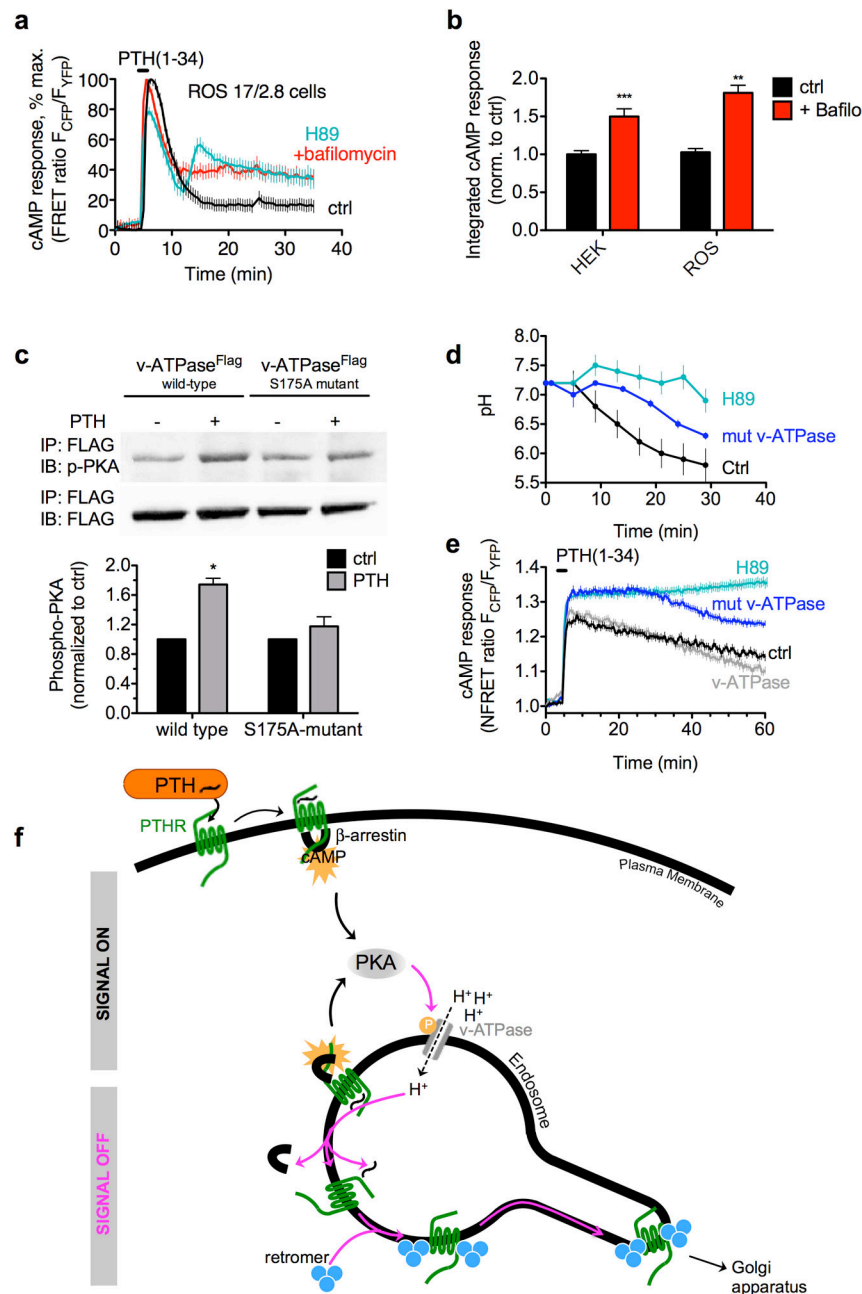 a
PTH(1-34)
ROS 17/2.8 cells
H89
+bafilomycin
ctrl
cAMP response, % max.
(FRET ratio FCFP/FYFP)
100
80
60
40
20
0
0 10 20 30 40
Time (min)
b
Integrated cAMP response
(norm. to ctrl)
2.0
1.5
1.0
0.5
0.0
***
**
ctrl
+ Bafilo
HEK
ROS
c
v-ATPaseFlag
wild-type
v-ATPaseFlag
S175A mutant
PTH - + - +
IP: FLAG
IB: p-PKA
IP: FLAG
IB: FLAG
Phospho-PKA
(normalized to ctrl)
2.0
1.6
1.2
0.8
0.4
0.0
*
ctrl
PTH
wild type
S175A-mutant
d
pH
8.0
7.5
7.0
6.5
6.0
5.5
H89
mut v-ATPase
Ctrl
0 10 20 30 40
Time (min)
e
PTH(1-34)
H89
mut v-ATPase
ctrl
v-ATPase
cAMP response
(NFRET ratio FCFP/FYFP)
1.4
1.3
1.2
1.1
1.0
0 20 40 60
Time (min)
f
PTH
PTHR
β-arrestin
cAMP
Plasma Membrane
SIGNAL ON
PKA
H+ H+
H+
P
v-ATPase
H+
Endosome
SIGNAL OFF
retromer
Golgi
apparatus